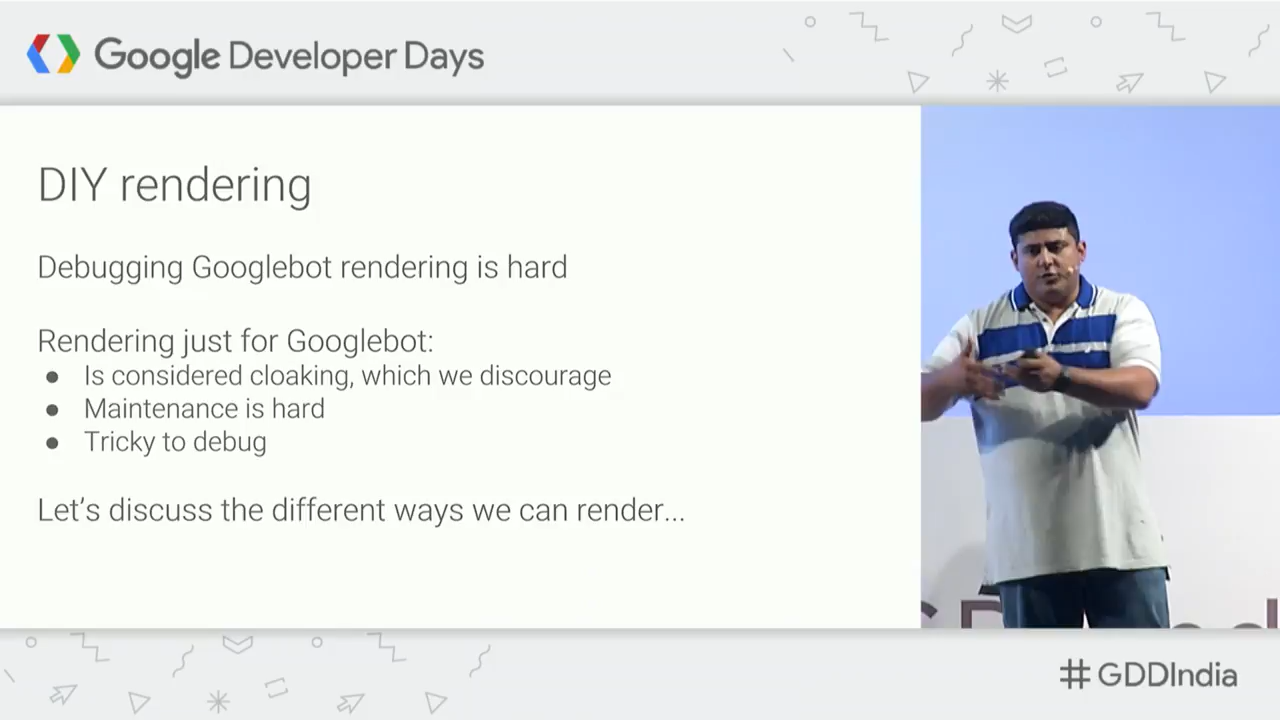 Google Developer Days
DIY rendering
Debugging Googlebot rendering is hard
Rendering just for Googlebot:
● Is considered cloaking, which we discourage
● Maintenance is hard
● Tricky to debug
Let’s discuss the different ways we can render...
#GDDIndia